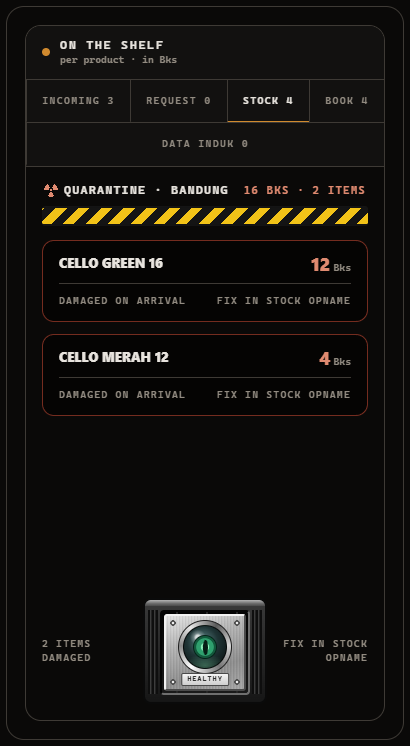 ON THE SHELF
per product · in Bks
INCOMING 3 REQUEST 0 STOCK 4 BOOK 4
DATA INDUK 0
QUARANTINE · BANDUNG 16 BKS · 2 ITEMS
CELLO GREEN 16 12 Bks
DAMAGED ON ARRIVAL FIX IN STOCK OPNAME
CELLO MERAH 12 4 Bks
DAMAGED ON ARRIVAL FIX IN STOCK OPNAME
2 ITEMS FIX IN STOCK
DAMAGED OPNAME
HEALTHY